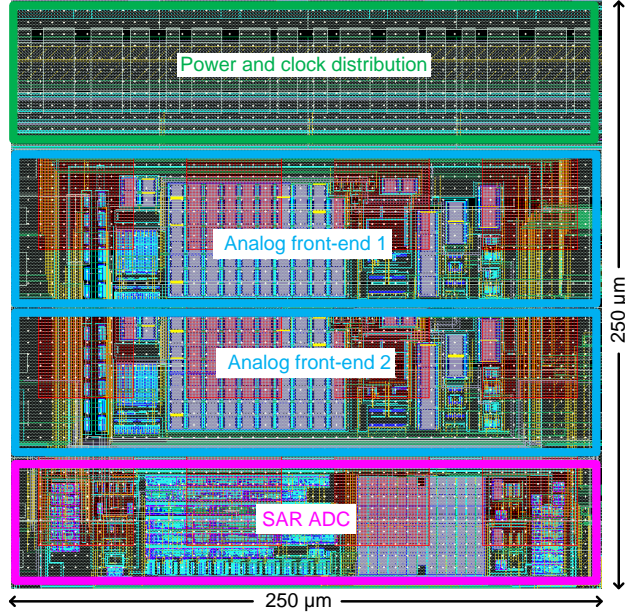 Power and clock distribution
Analog front-end 1
Analog front-end 2
SAR ADC
250 µm
250 µm